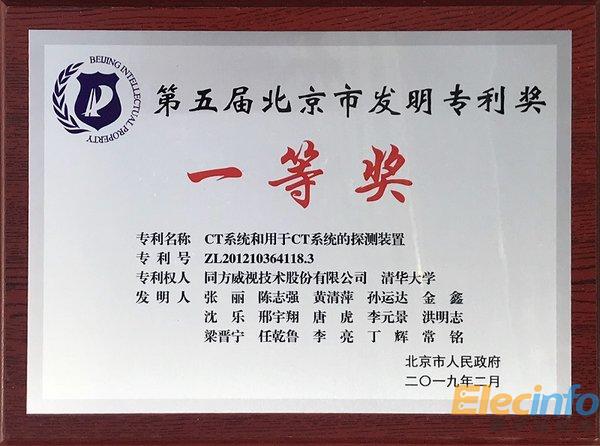 BEIJING INTELLECTUAL PROPERTY
第五届北京市发明专利奖
一等奖
专利名称 CT系统和用于CT系统的探测装置
专利号 ZL201210364118.3
专利权人 同方威视技术股份有限公司 清华大学
发明人 张丽 陈志强 黄清萍 孙运达 金鑫
沈乐 邢宇翔 唐虎 李元景 洪明志
梁晋宁 任乾鲁 李亮 丁辉 常铭
北京市人民政府
二〇一九年二月
Elecinfo